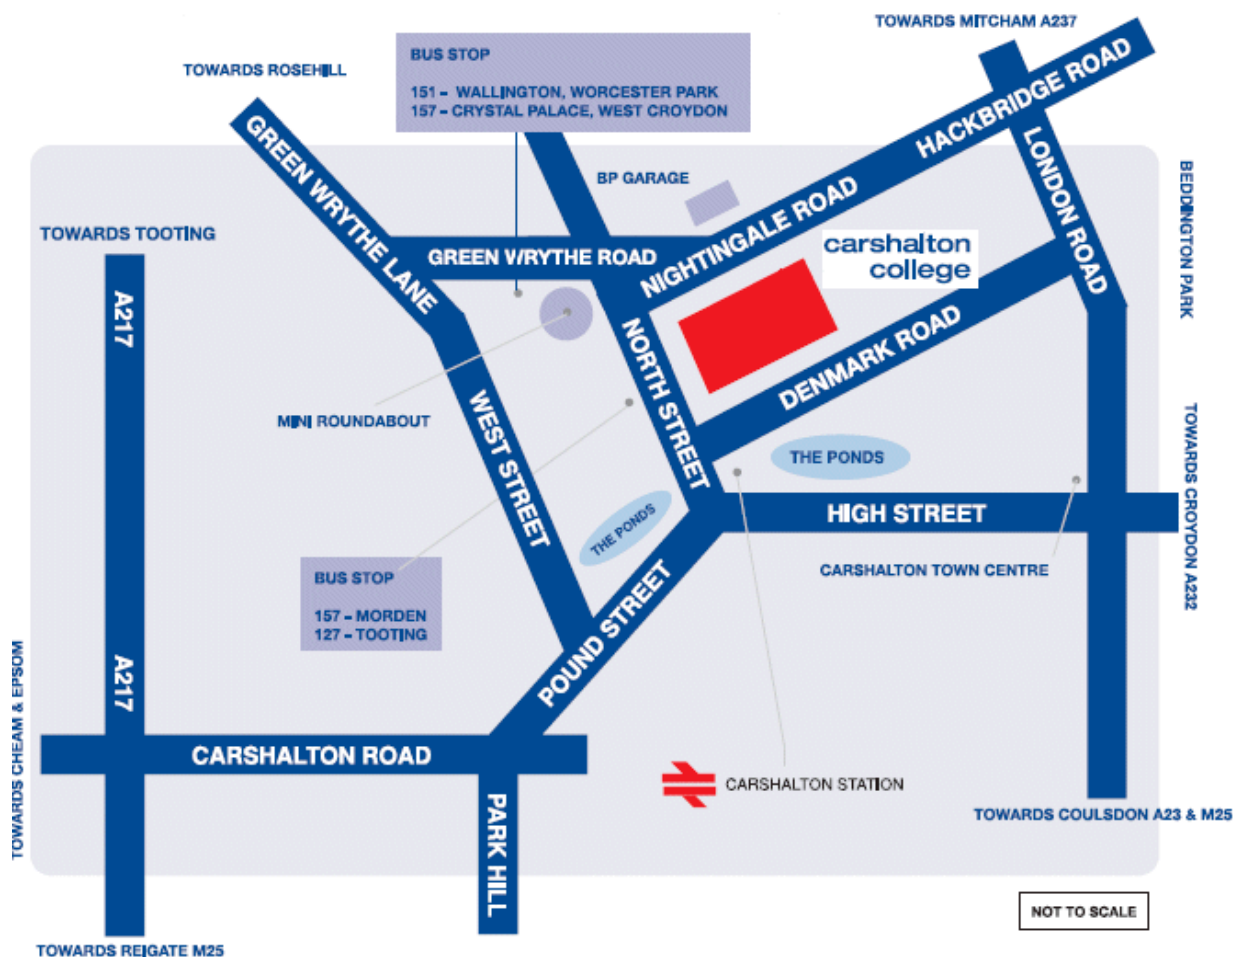 TOWARDS MITCHAM A237
TOWARDS ROSEHILL
BUS STOP
151 – WALLINGTON, WORCESTER PARK
157 – CRYSTAL PALACE, WEST CROYDON
HACKBRIDGE ROAD
GREEN WRYTHE LANE
LONDON ROAD
BP GARAGE
NIGHTINGALE ROAD
BEDDINGTON PARK
TOWARDS TOOTING
GREEN WRYTHE ROAD
carshalton
college
A217
NORTH STREET
DENMARK ROAD
MINI ROUNDABOUT
WEST STREET
THE PONDS
TOWARDS CROYDON A232
HIGH STREET
THE PONDS
CARSHALTON TOWN CENTRE
BUS STOP
157 – MORDEN
127 – TOOTING
POUND STREET
A217
TOWARDS CHEAM & EPSOM
CARSHALTON ROAD
CARSHALTON STATION
PARK HILL
TOWARDS COULSDON A23 & M25
NOT TO SCALE
TOWARDS REIGATE M25